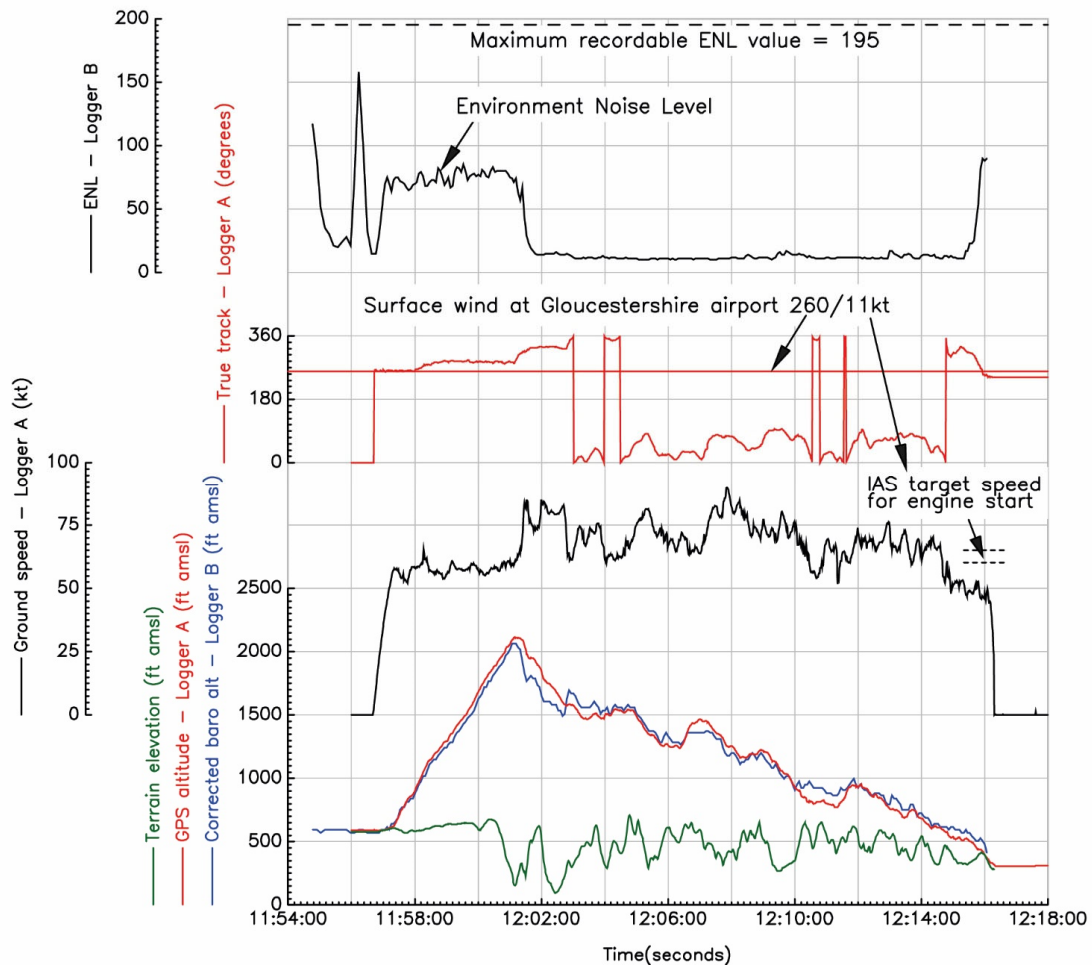 200
Maximum recordable ENL value = 195
150
Environment Noise Level
100
50
0
ENL – Logger B
True track – Logger A (degrees)
Surface wind at Gloucestershire airport 260/11kt
360
180
0
IAS target speed
for engine start
Ground speed – Logger A (kt)
100
75
50
25
0
Terrain elevation (ft amsl)
GPS altitude – Logger A (ft amsl)
Corrected baro alt – Logger B (ft amsl)
2500
2000
1500
1000
500
0
11:54:00
11:58:00
12:02:00
12:06:00
12:10:00
12:14:00
12:18:00
Time(seconds)